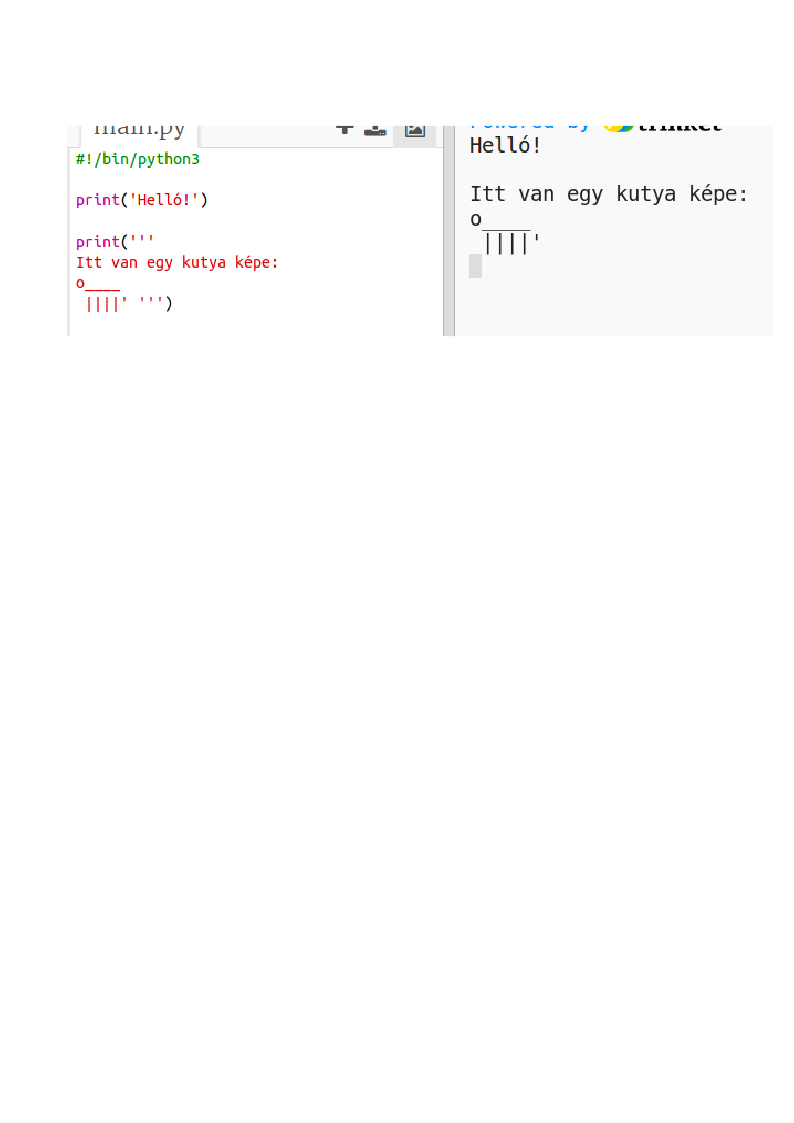 main.py
Powered by trinket
#!/bin/python3
print('Helló!')
print('''
Itt van egy kutya képe:
o____
 ||||' ''')
Helló!
Itt van egy kutya képe:
o____
 ||||'